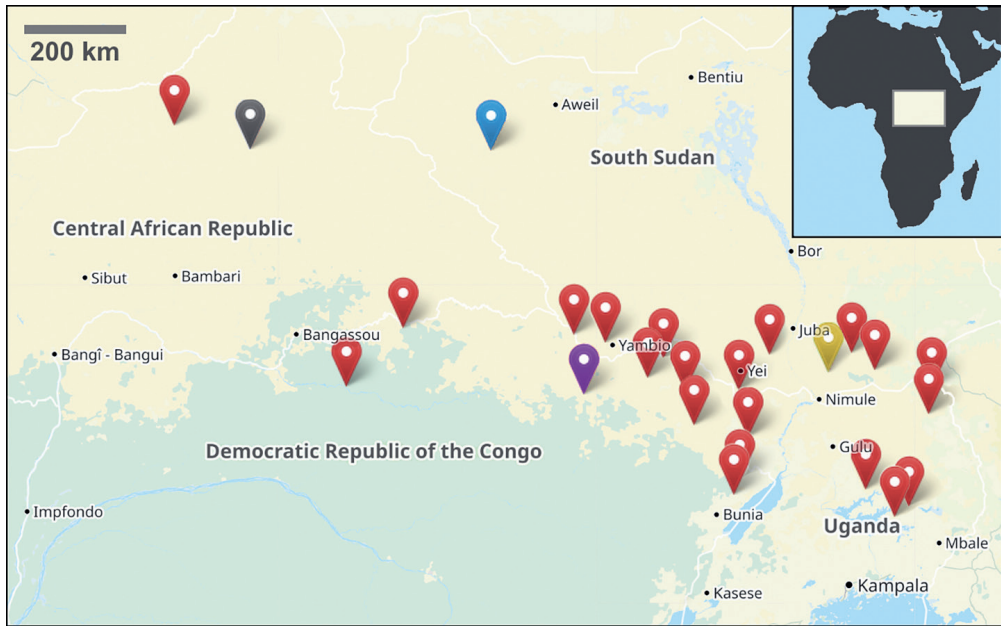 200 km
Bentiu
Aweil
South Sudan
Central African Republic
Bor
Sibut
Bambari
Bangassou
Juba
Yambio
Bangî - Bangui
Yei
Nimule
Gulu
Democratic Republic of the Congo
Impfondo
Bunia
Uganda
Mbale
Kasese
Kampala